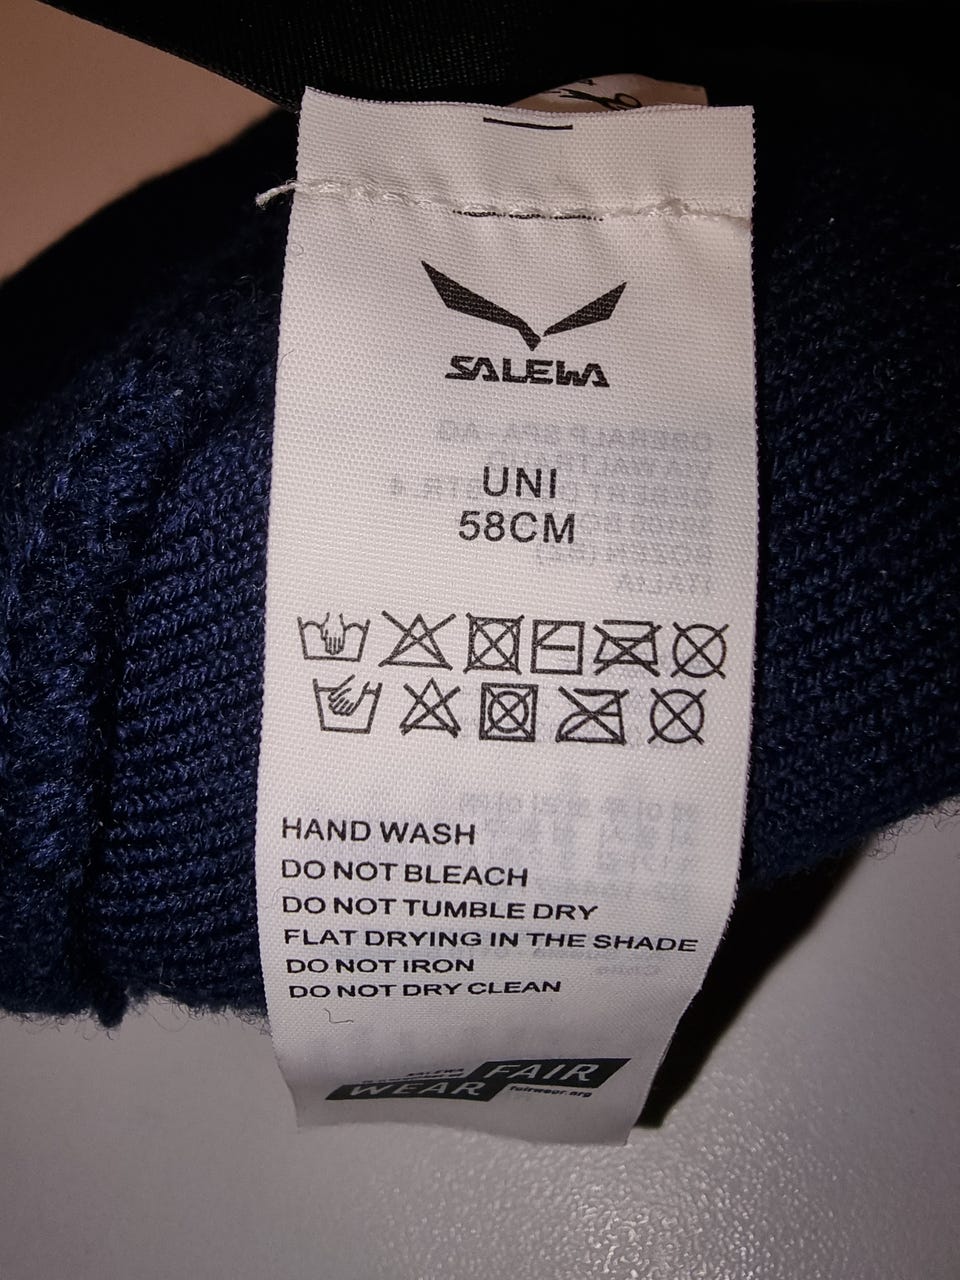 SALEWA
UNI
58CM
HAND WASH
DO NOT BLEACH
DO NOT TUMBLE DRY
FLAT DRYING IN THE SHADE
DO NOT IRON
DO NOT DRY CLEAN
SALEWA
FAIR
WEAR
fairwear.org